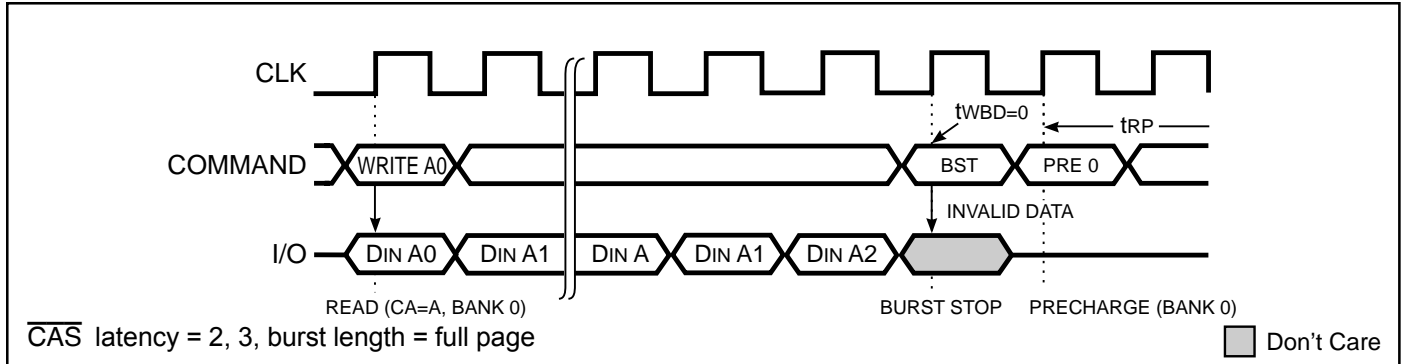 CLK
tWBD=0
tRP
COMMAND WRITE A0 BST PRE 0
INVALID DATA
I/O DIN A0 DIN A1 DIN A DIN A1 DIN A2
READ (CA=A, BANK 0) BURST STOP PRECHARGE (BANK 0)
CAS latency = 2, 3, burst length = full page
Don't Care